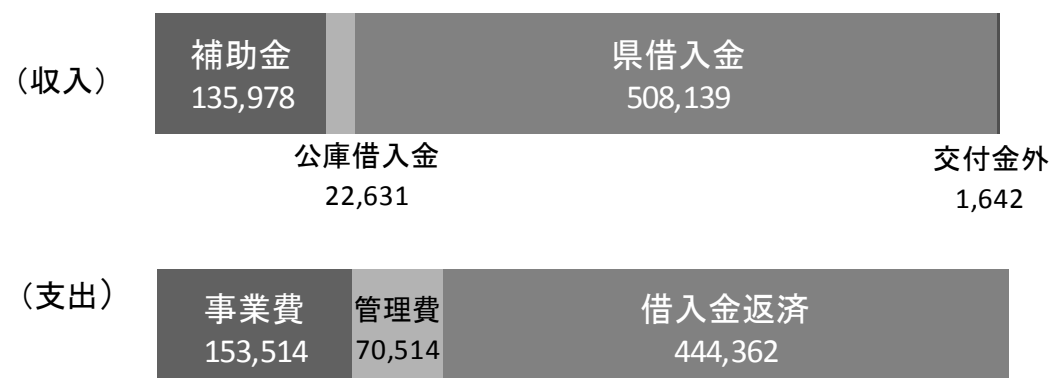 （収入）
補助金
135,978
県借入金
508,139
公庫借入金
22,631
交付金外
1,642
（支出）
事業費
153,514
管理費
70,514
借入金返済
444,362